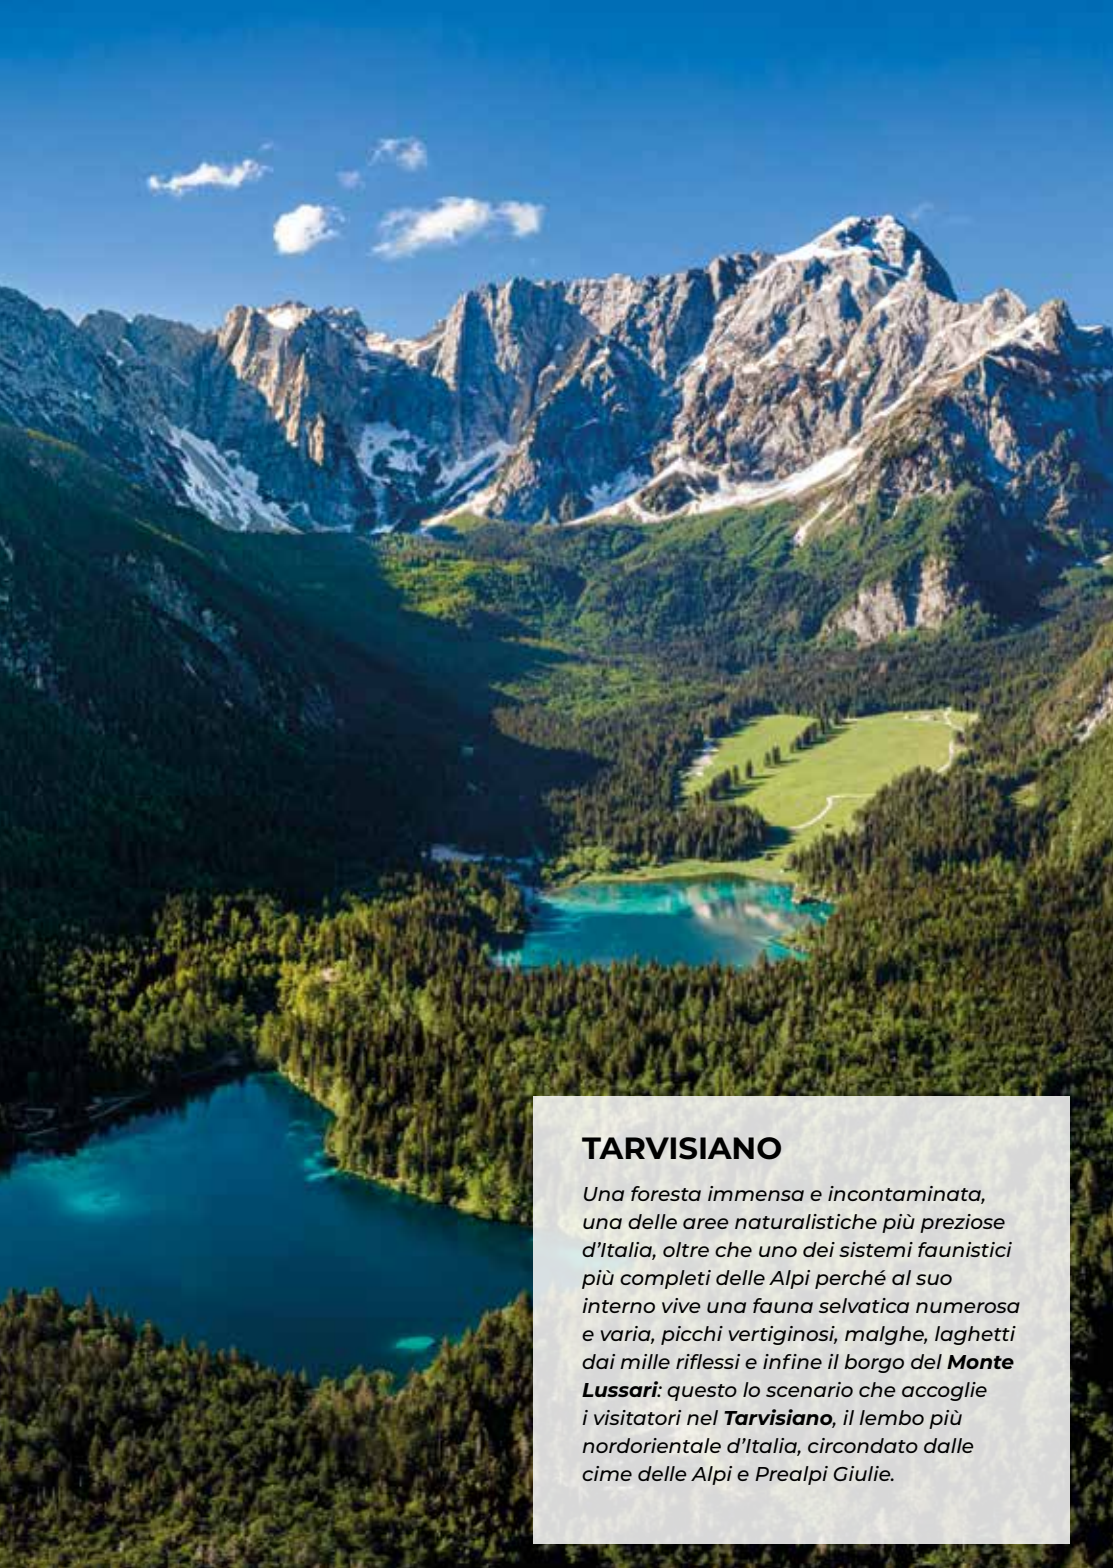 TARVISIANO
Una foresta immensa e incontaminata,
una delle aree naturalistiche più preziose
d’Italia, oltre che uno dei sistemi faunistici
più completi delle Alpi perché al suo
interno vive una fauna selvatica numerosa
e varia, picchi vertiginosi, malghe, laghetti
dai mille riflessi e infine il borgo del Monte
Lussari: questo lo scenario che accoglie
i visitatori nel Tarvisiano, il lembo più
nordorientale d’Italia, circondato dalle
cime delle Alpi e Prealpi Giulie.